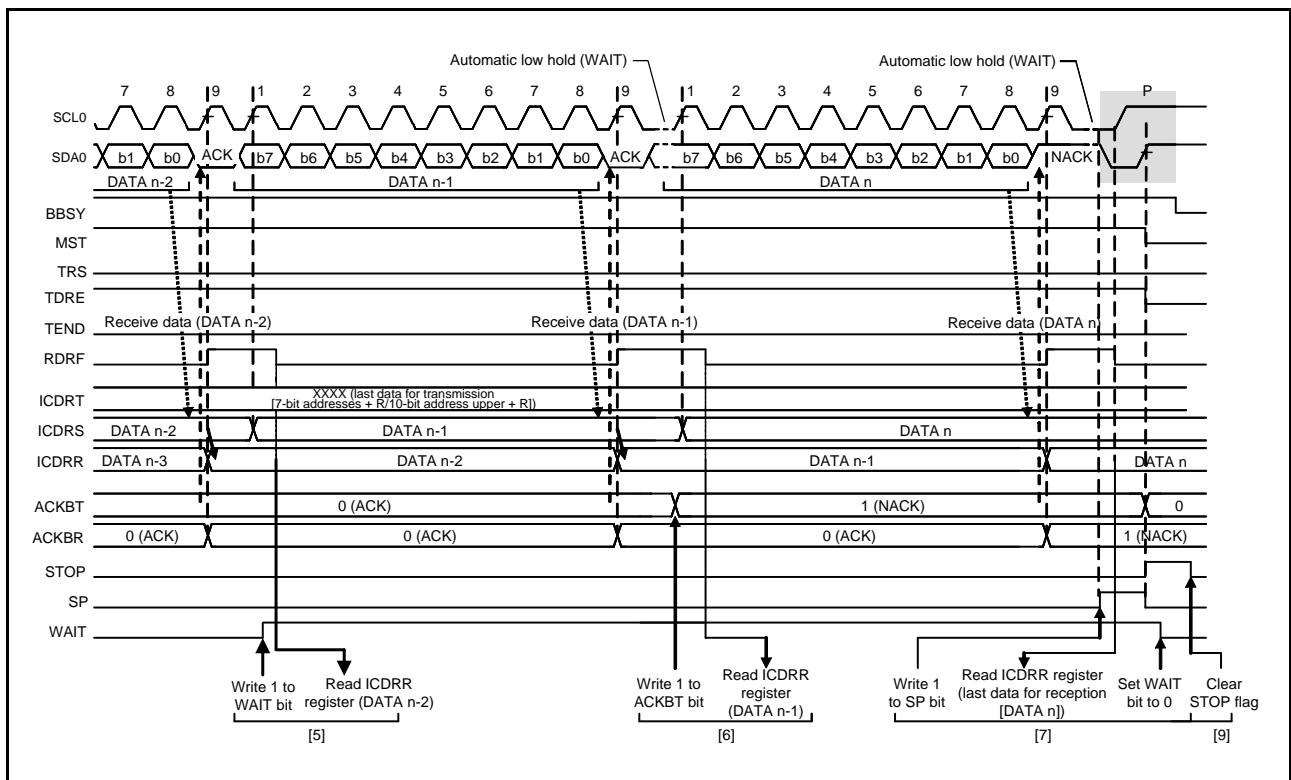 Automatic low hold (WAIT)
Automatic low hold (WAIT)
7 8 9 1 2 3 4 5 6 7 8 9 1 2 3 4 5 6 7 8 9 P
SCL0
SDA0 b1 b0 ACK b7 b6 b5 b4 b3 b2 b1 b0 ACK b7 b6 b5 b4 b3 b2 b1 b0 NACK
DATA n-2 DATA n-1 DATA n
BBSY
MST
TRS
TDRE
Receive data (DATA n-2) Receive data (DATA n-1) Receive data (DATA n)
TEND
RDRF
XXXX (last data for transmission
ICDRT
[7-bit addresses + R/10-bit address upper + R])
ICDRS DATA n-2 DATA n-1 DATA n
ICDRR DATA n-3 DATA n-2 DATA n-1 DATA n
ACKBT 0 (ACK) 1 (NACK) 0
ACKBR 0 (ACK) 0 (ACK) 0 (ACK) 1 (NACK)
STOP
SP
WAIT
Write 1 to
WAIT bit
Read ICDRR
register (DATA n-2)
Write 1 to
ACKBT bit
Read ICDRR
register
(DATA n-1)
Write 1
to SP bit
Read ICDRR register
(last data for reception
[DATA n])
Set WAIT
bit to 0
Clear
STOP flag
[5] [6] [7] [9]